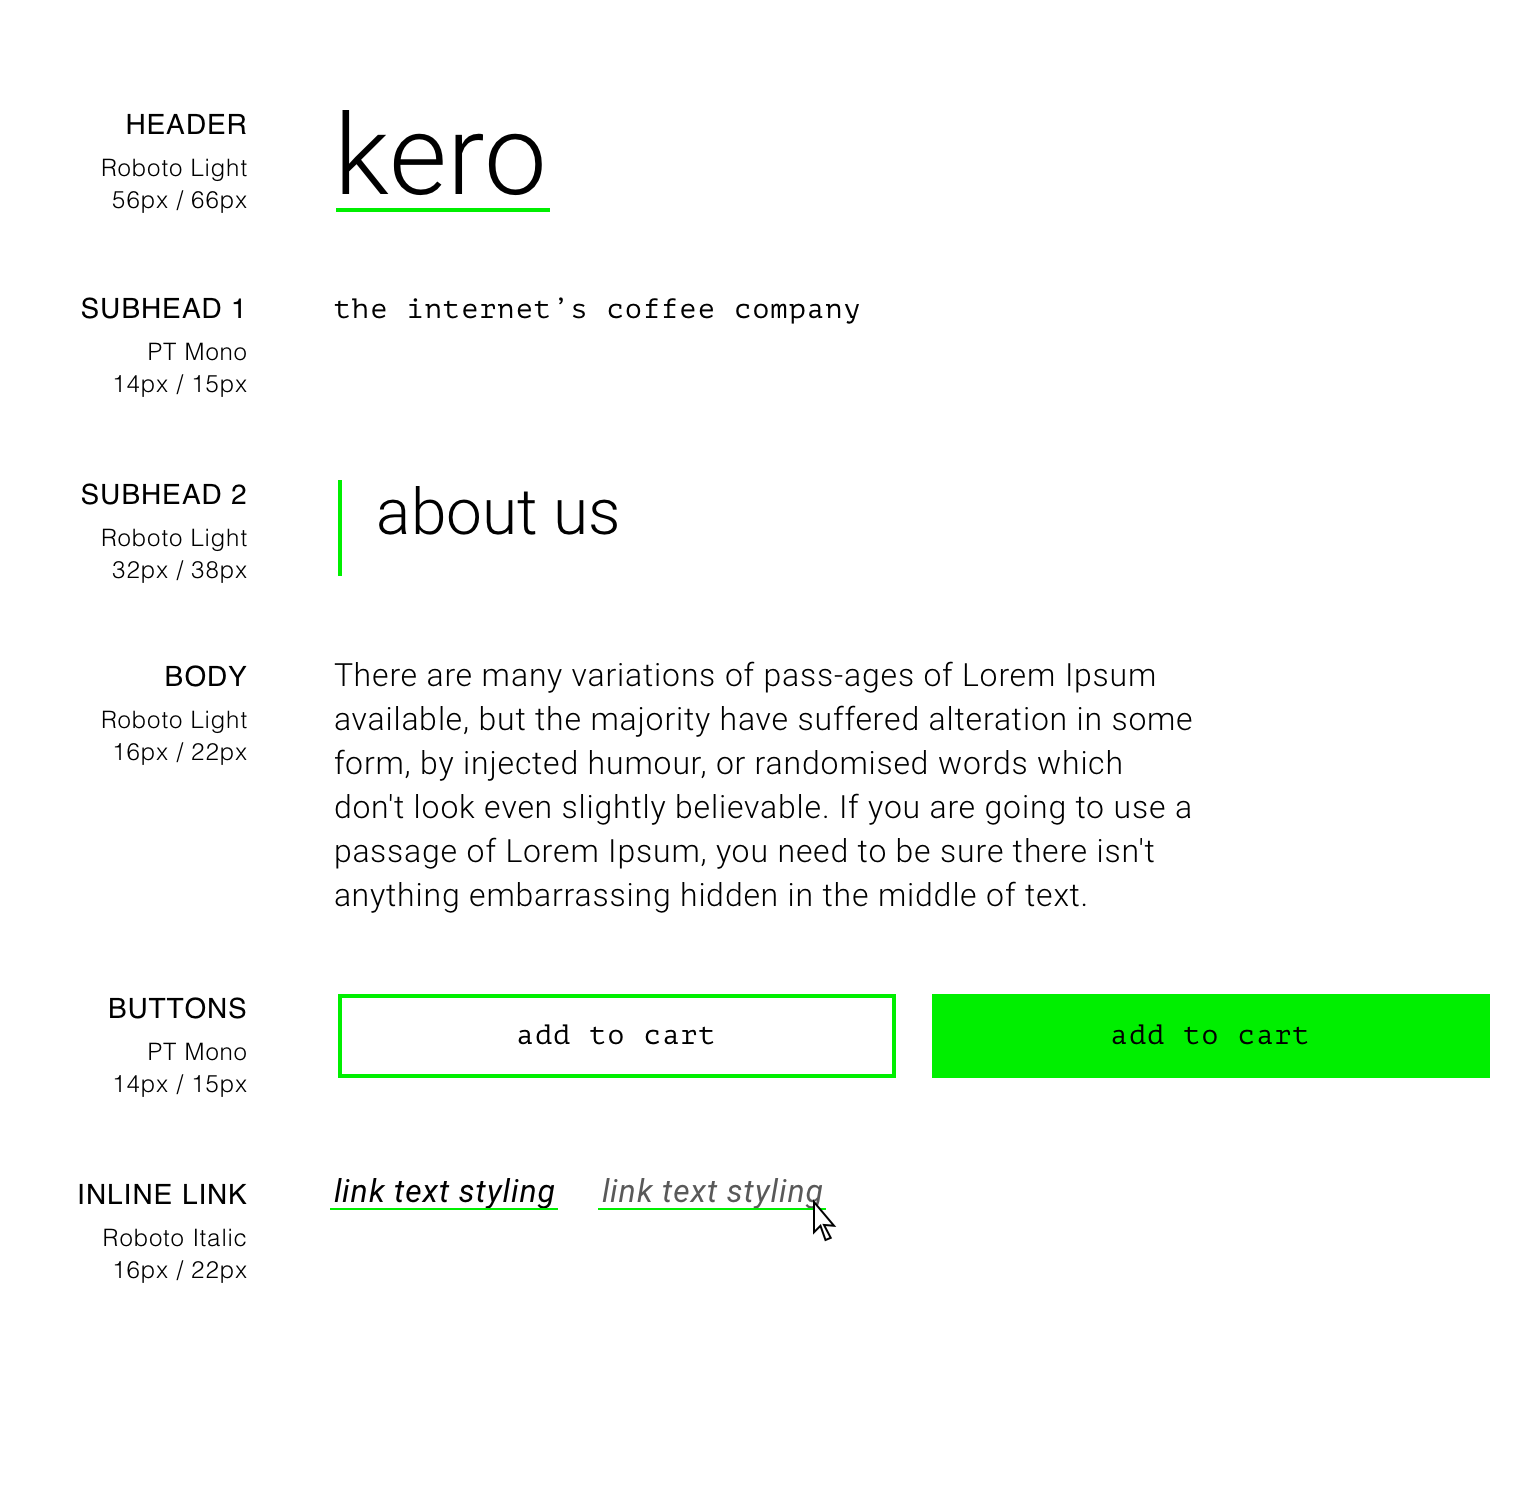 HEADER
Roboto Light
56px / 66px
kero
SUBHEAD 1
PT Mono
14px / 15px
the internet’s coffee company
SUBHEAD 2
Roboto Light
32px / 38px
about us
BODY
Roboto Light
16px / 22px
There are many variations of pass-ages of Lorem Ipsum
available, but the majority have suffered alteration in some
form, by injected humour, or randomised words which
don't look even slightly believable. If you are going to use a
passage of Lorem Ipsum, you need to be sure there isn't
anything embarrassing hidden in the middle of text.
BUTTONS
PT Mono
14px / 15px
add to cart
add to cart
INLINE LINK
Roboto Italic
16px / 22px
link text styling
link text styling